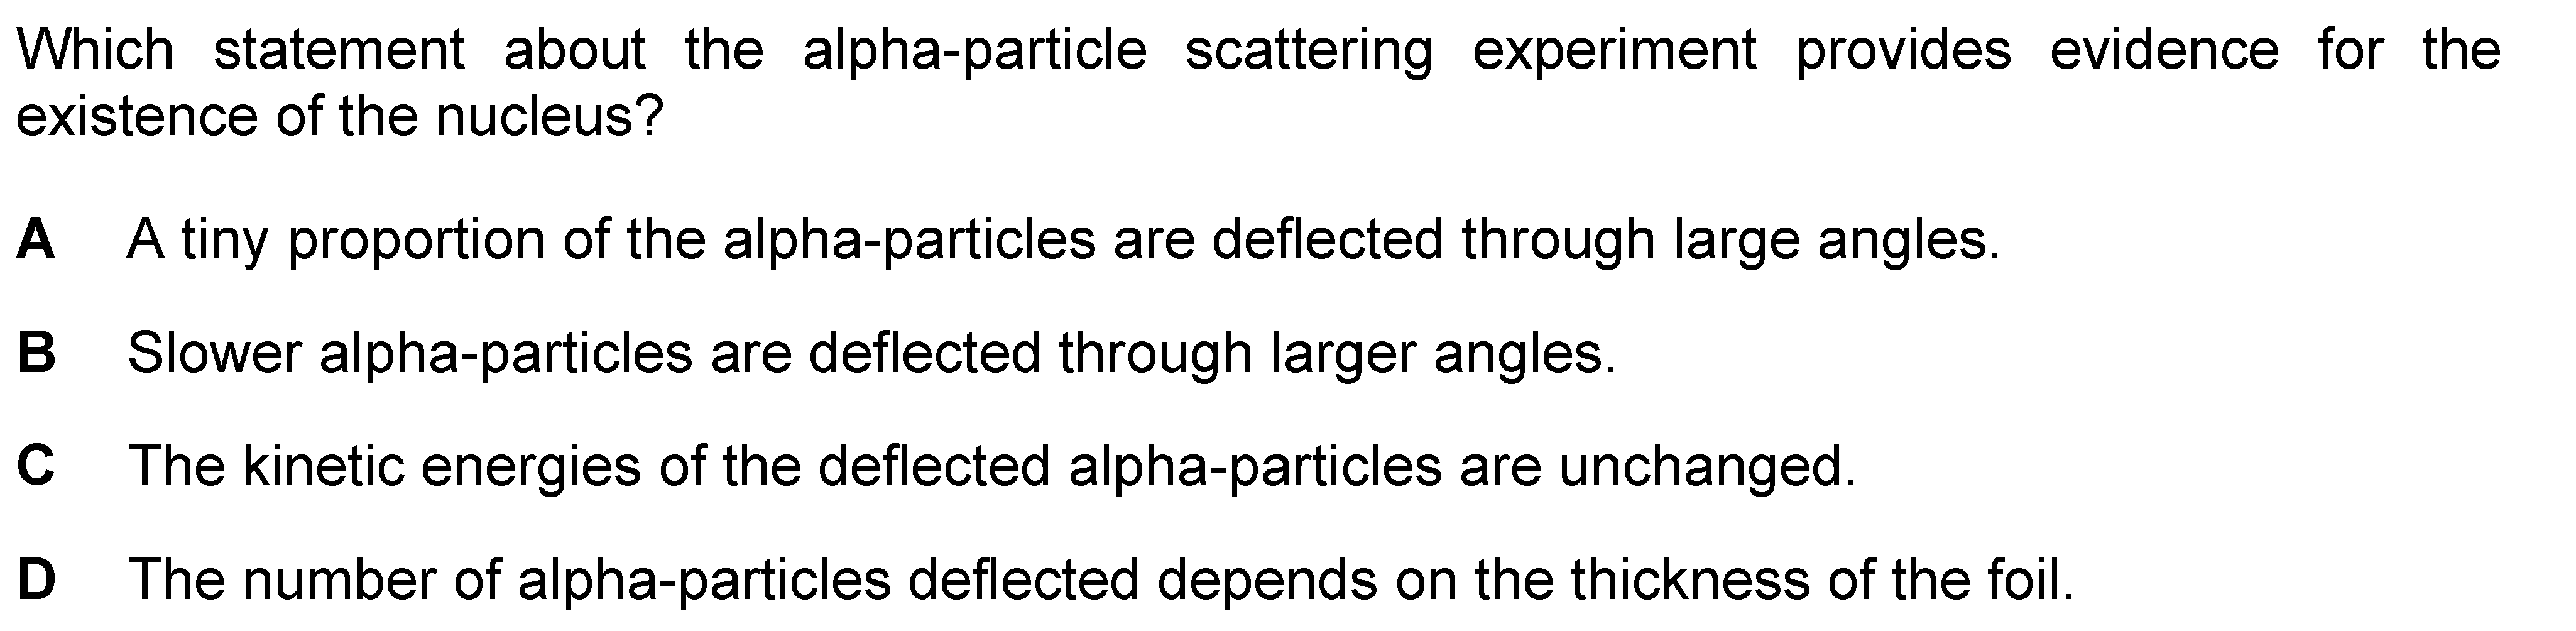 Which statement about the alpha-particle scattering experiment provides evidence for the
existence of the nucleus?
A A tiny proportion of the alpha-particles are deflected through large angles.
B Slower alpha-particles are deflected through larger angles.
C The kinetic energies of the deflected alpha-particles are unchanged.
D The number of alpha-particles deflected depends on the thickness of the foil.